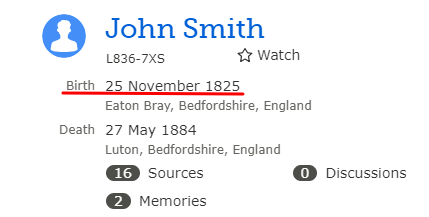 John Smith
L836-7XS Watch
Birth 25 November 1825
Eaton Bray, Bedfordshire, England
Death 27 May 1884
Luton, Bedfordshire, England
16 Sources 0 Discussions
2 Memories